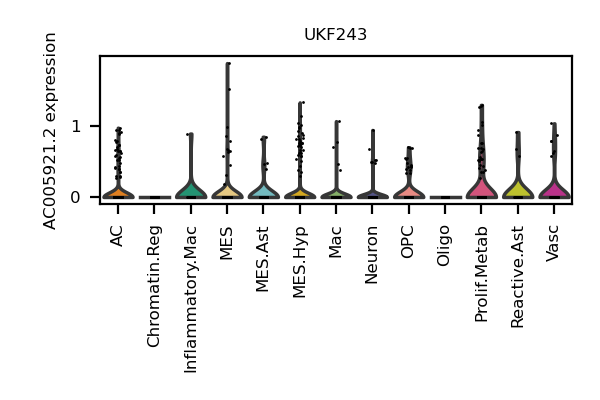 UKF243
AC005921.2 expression
1
0
AC
Chromatin.Reg
Inflammatory.Mac
MES
MES.Ast
MES.Hyp
Mac
Neuron
OPC
Oligo
Prolif.Metab
Reactive.Ast
Vasc